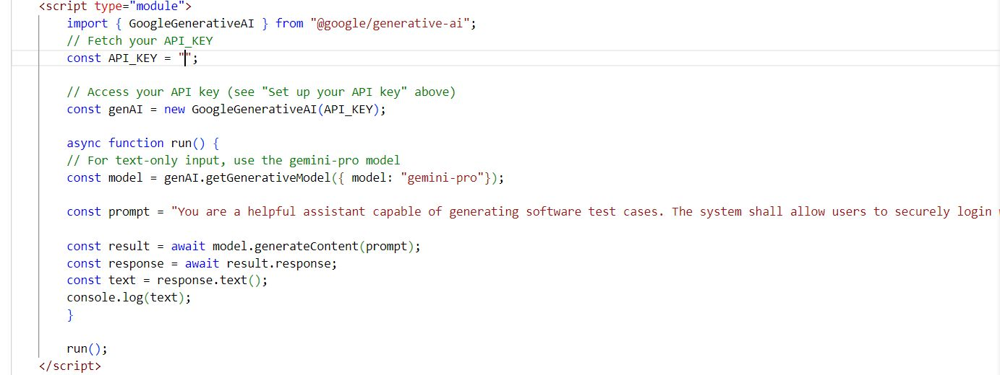 <script type="module">
import { GoogleGenerativeAI } from "@google/generative-ai";
// Fetch your API_KEY
const API_KEY = "";
// Access your API key (see "Set up your API key" above)
const genAI = new GoogleGenerativeAI(API_KEY);
async function run() {
// For text-only input, use the gemini-pro model
const model = genAI.getGenerativeModel({ model: "gemini-pro"});
const prompt = "You are a helpful assistant capable of generating software test cases. The system shall allow users to securely login
const result = await model.generateContent(prompt);
const response = await result.response;
const text = response.text();
console.log(text);
}
run();
</script>